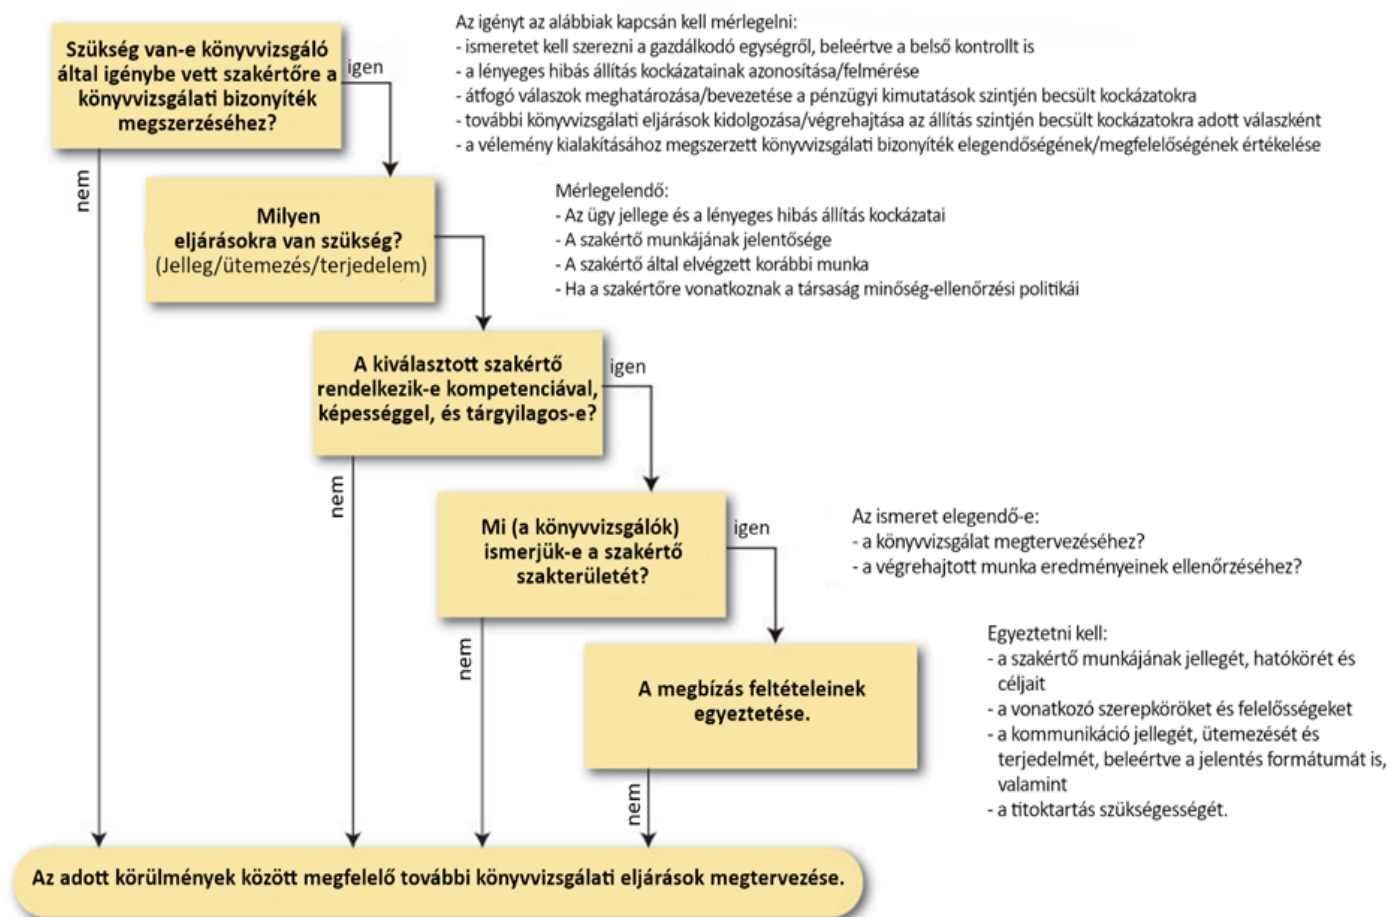 Szükség van-e könyvvizsgáló
által igénybe vett szakértőre a
könyvvizsgálati bizonyíték
megszerzéséhez?
igen
nem
Az igényt az alábbiak kapcsán kell mérlegelni:
- ismeretet kell szerezni a gazdálkodó egységről, beleértve a belső kontrollt is
- a lényeges hibás állítás kockázatainak azonosítása/felmérése
- átfogó válaszok meghatározása/bevezetése a pénzügyi kimutatások szintjén becsült kockázatokra
- további könyvvizsgálati eljárások kidolgozása/végrehajtása az állítás szintjén becsült kockázatokra adott válaszként
- a vélemény kialakításához megszerzett könyvvizsgálati bizonyíték elegendőségének/megfelelőségének értékelése
Milyen
eljárásokra van szükség?
(Jelleg/ütemezés/terjedelem)
Mérlegelendő:
- Az ügy jellege és a lényeges hibás állítás kockázatai
- A szakértő munkájának jelentősége
- A szakértő által elvégzett korábbi munka
- Ha a szakértőre vonatkoznak a társaság minőség-ellenőrzési politikái
A kiválasztott szakértő
rendelkezik-e kompetenciával,
képességgel, és tárgyilagos-e?
igen
nem
Mi (a könyvvizsgálók)
ismerjük-e a szakértő
szakterületét?
igen
nem
Az ismeret elegendő-e:
- a könyvvizsgálat megtervezéséhez?
- a végrehajtott munka eredményeinek ellenőrzéséhez?
A megbízás feltételeinek
egyeztetése.
nem
Egyeztetni kell:
- a szakértő munkájának jellegét, hatókörét és
céljait
- a vonatkozó szerepköröket és felelősségeket
- a kommunikáció jellegét, ütemezését és
terjedelmét, beleértve a jelentés formátumát is,
valamint
- a titoktartás szükségességét.
Az adott körülmények között megfelelő további könyvvizsgálati eljárások megtervezése.